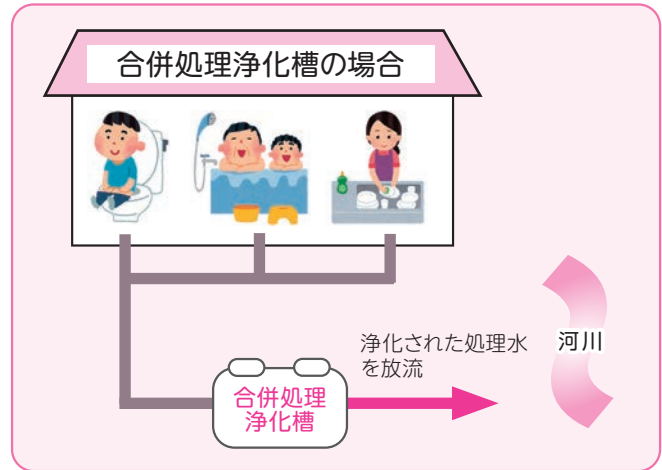 合併処理浄化槽の場合
浄化された処理水
を放流
河川
合併処理
浄化槽